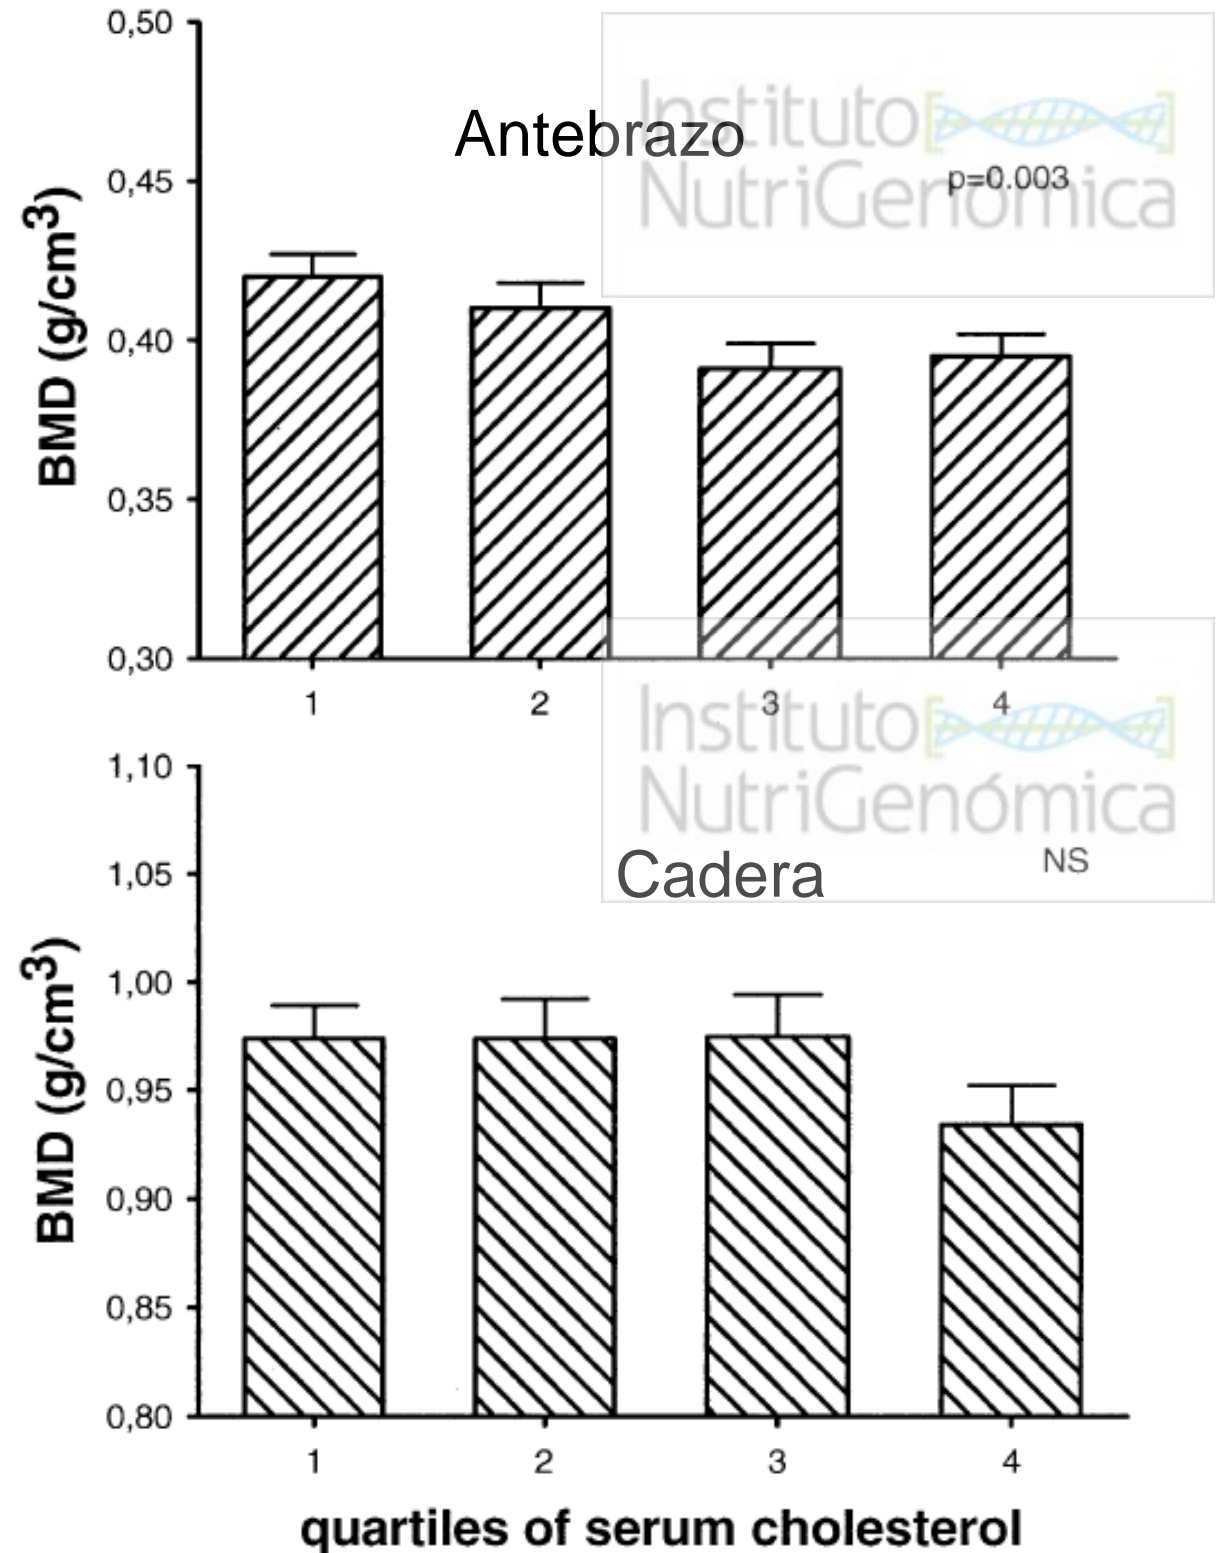 0,50
Instituto
Antebrazo
NutriGenómica
p=0.003
0,45
BMD (g/cm3)
0,40
0,35
0,30
1 2 3 4
Instituto
NutriGenómica
1,10
Cadera
NS
1,05
BMD (g/cm3)
1,00
0,95
0,90
0,85
0,80
1 2 3 4
quartiles of serum cholesterol